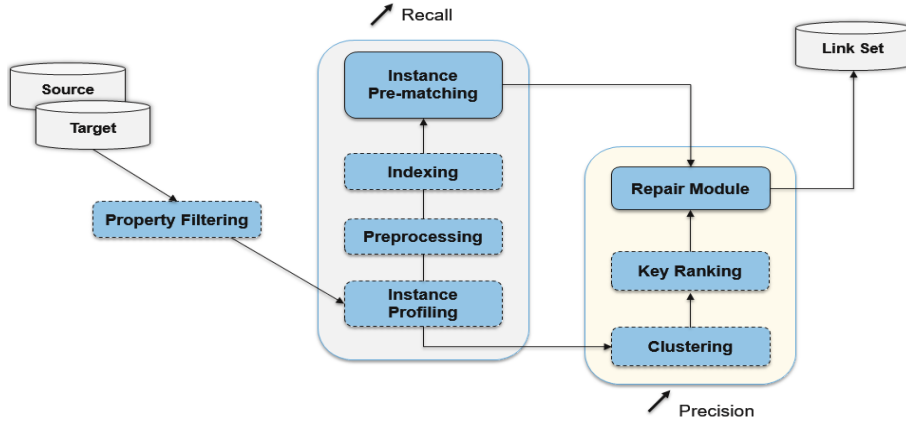 Recall
Instance
Pre-matching
Link Set
Source
Target
Indexing
Repair Module
Property Filtering
Preprocessing
Key Ranking
Instance
Profiling
Clustering
Precision